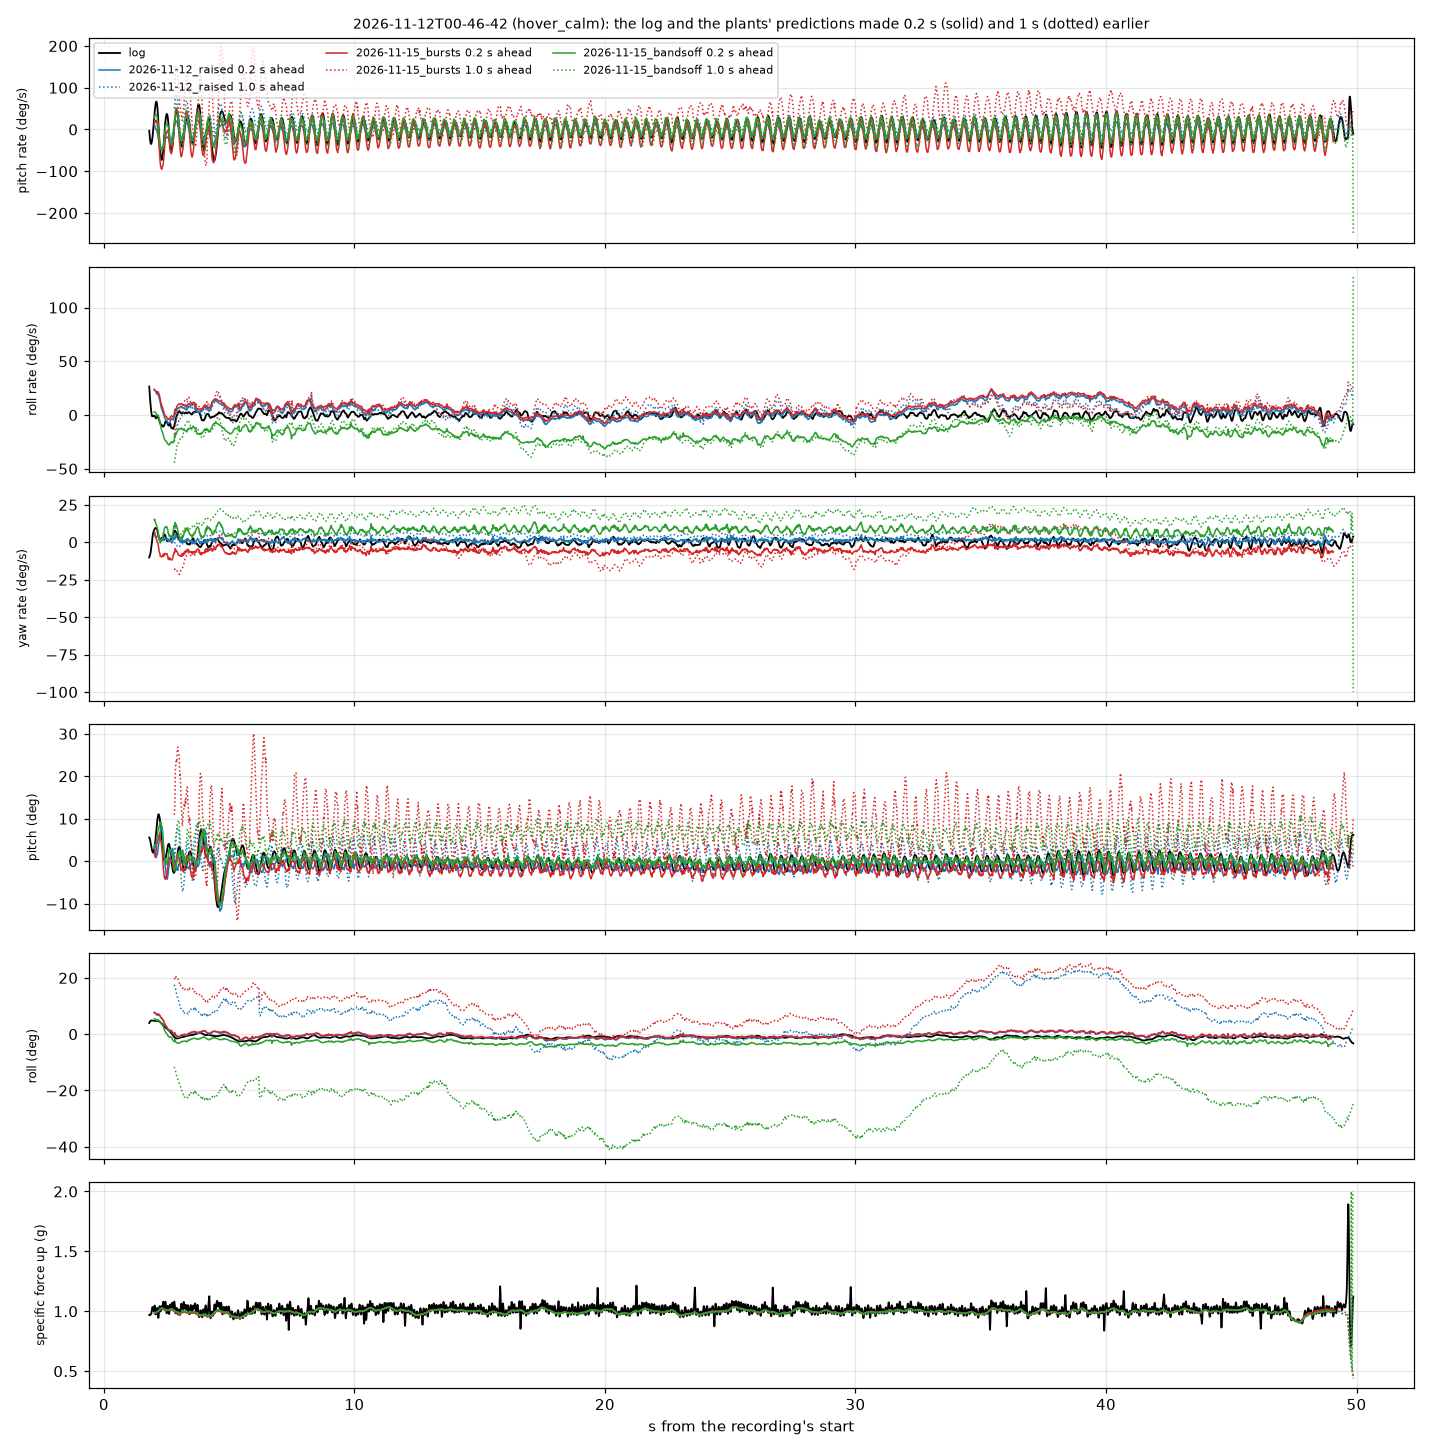 2026-11-12T00-46-42 (hover_calm): the log and the plants' predictions made 0.2 s (solid) and 1 s (dotted) earlier
log
2026-11-12_raised 0.2 s ahead
2026-11-12_raised 1.0 s ahead
2026-11-15_bursts 0.2 s ahead
2026-11-15_bursts 1.0 s ahead
2026-11-15_bandsoff 0.2 s ahead
2026-11-15_bandsoff 1.0 s ahead
pitch rate (deg/s)
200
100
0
−100
−200
roll rate (deg/s)
100
50
0
−50
yaw rate (deg/s)
25
0
−25
−50
−75
−100
pitch (deg)
30
20
10
0
−10
roll (deg)
20
0
−20
−40
specific force up (g)
2.0
1.5
1.0
0.5
0 10 20 30 40 50
s from the recording's start